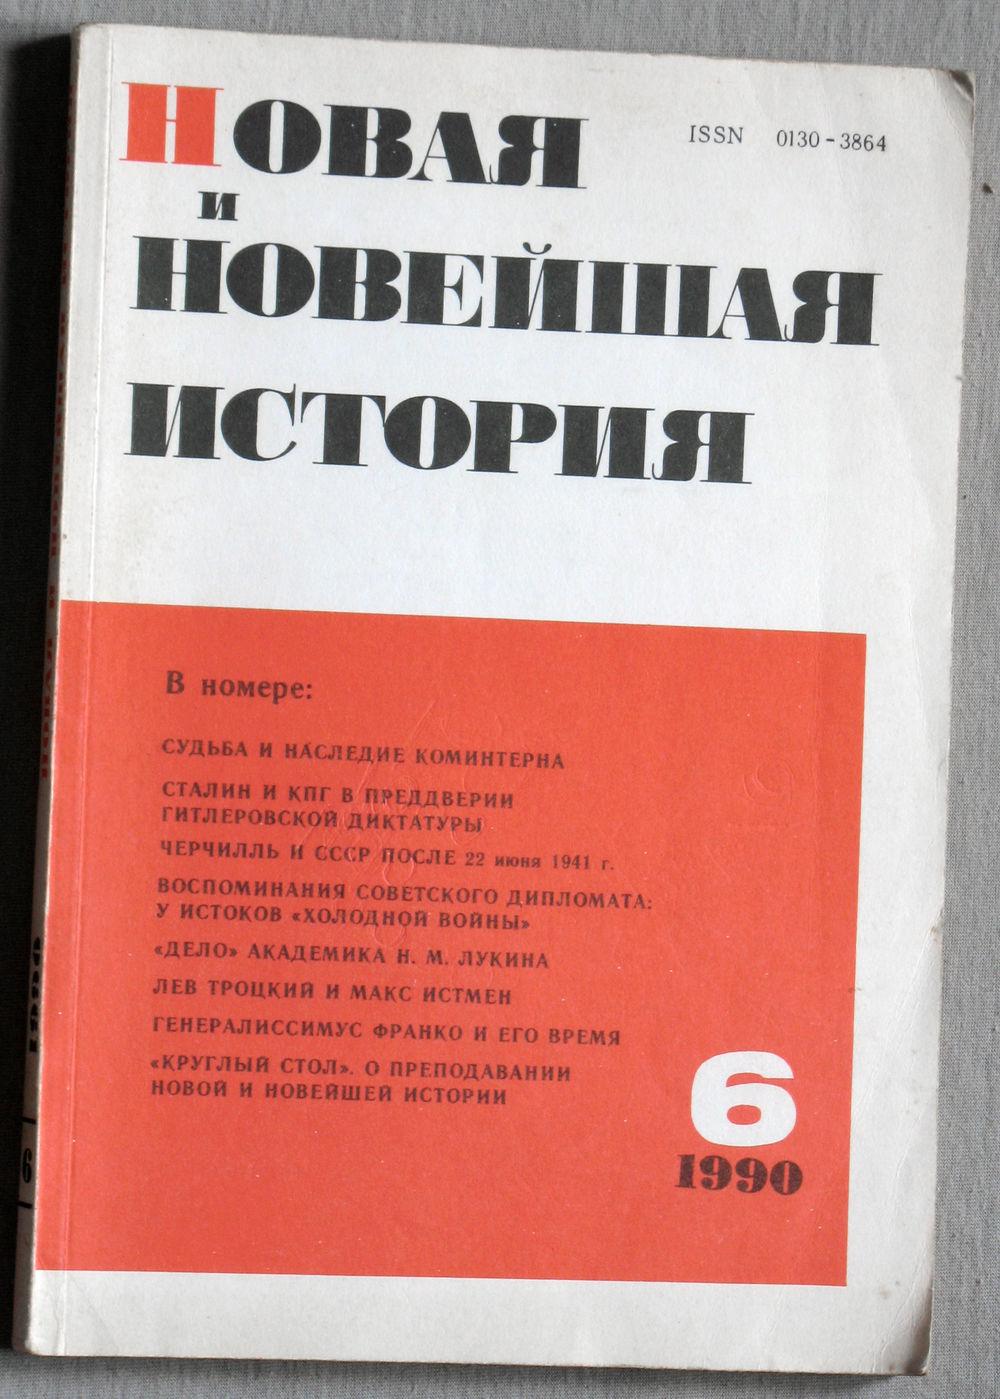 НОВАЯ
и
НОВЕЙШАЯ
ИСТОРИЯ
ISSN 0130-3864
В номере:
СУДЬБА И НАСЛЕДИЕ КОМИНТЕРНА
СТАЛИН И КПГ В ПРЕДДВЕРИИ
ГИТЛЕРОВСКОЙ ДИКТАТУРЫ
ЧЕРЧИЛЛЬ И СССР ПОСЛЕ 22 июня 1941 г.
ВОСПОМИНАНИЯ СОВЕТСКОГО ДИПЛОМАТА:
У ИСТОКОВ «ХОЛОДНОЙ ВОЙНЫ»
«ДЕЛО» АКАДЕМИКА Н. М. ЛУКИНА
ЛЕВ ТРОЦКИЙ И МАКС ИСТМЕН
ГЕНЕРАЛИССИМУС ФРАНКО И ЕГО ВРЕМЯ
«КРУГЛЫЙ СТОЛ». О ПРЕПОДАВАНИИ
НОВОЙ И НОВЕЙШЕЙ ИСТОРИИ
6
1990
6